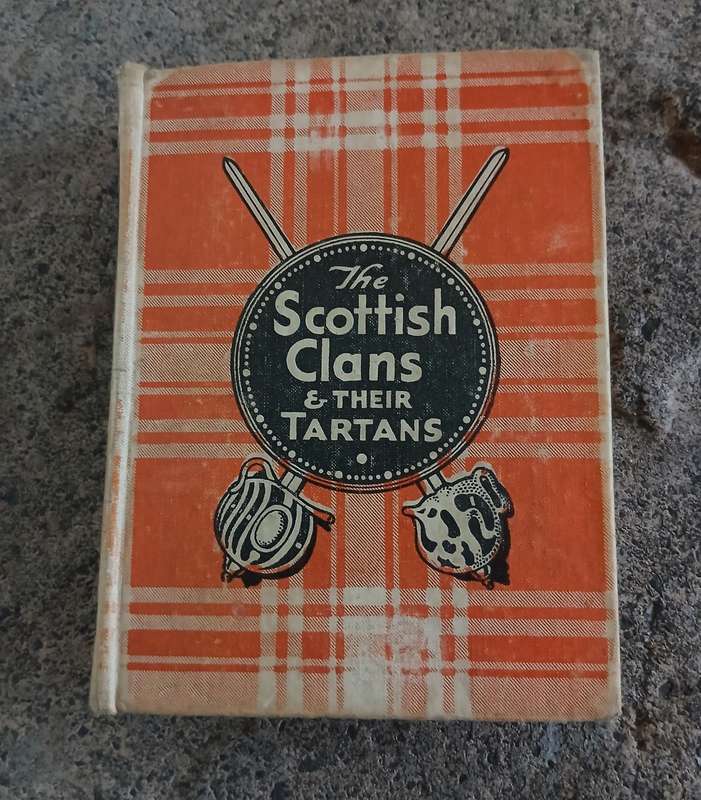 The
Scottish
Clans
& THEIR
TARTANS